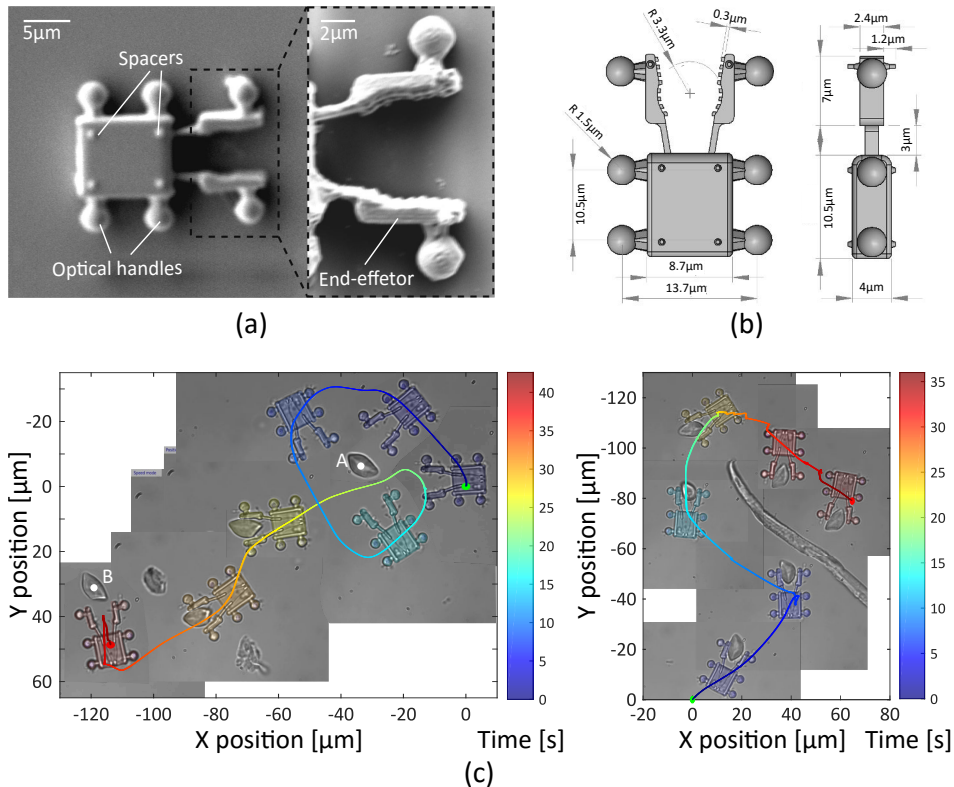 5μm
Spacers
Optical handles
2μm
End-effetor
(a)
R 3.3μm
0.3μm
R 1.5μm
10.5μm
8.7μm
13.7μm
2.4μm
1.2μm
7μm
3μm
10.5μm
4μm
(b)
Y position [μm]
-20
0
20
40
60
A
B
Speed mode
-120 -100 -80 -60 -40 -20 0
X position [μm]
40
35
30
25
20
15
10
5
0
Time [s]
Y position [μm]
-130
-120
-100
-80
-60
-40
-20
0
-20 0 20 40 60 80
X position [μm]
35
30
25
20
15
10
5
0
Time [s]
(c)